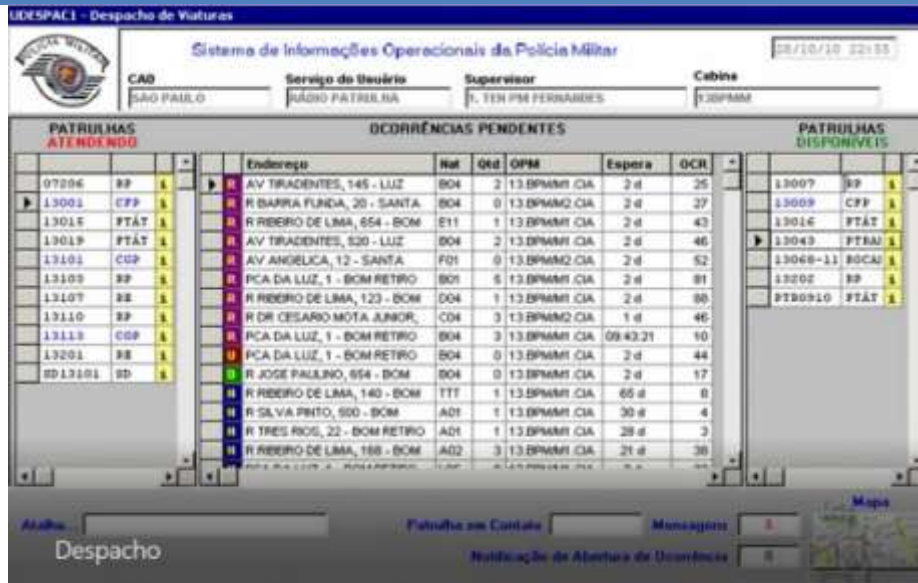 UDESPAC1 - Despacho de Viaturas
Sistema de Informações Operacionais da Polícia Militar
28/10/10 22:55
CAD Serviço do Usuário Supervisor Cabine
SAO PAULO RÁDIO PATRULHA 1. TEN PM FERNANDES 13BPMM
PATRULHAS ATENDENDO
07206 RP i
13001 CFP i
13015 FTÁT i
13019 FTÁT i
13101 CGP i
13103 RP i
13107 RE i
13110 RP i
13113 CGP i
13201 RE i
SD13101 SD i
OCORRÊNCIAS PENDENTES
Endereço Nat Qtd OPM Espera OCR
R AV TIRADENTES, 145 - LUZ B04 2 13.BPM/M1.CIA 2 d 25
R R BARRA FUNDA, 20 - SANTA B04 0 13.BPM/M2.CIA 2 d 27
R R RIBEIRO DE LIMA, 654 - BOM E11 1 13.BPM/M1.CIA 2 d 43
R AV TIRADENTES, 520 - LUZ B04 2 13.BPM/M1.CIA 2 d 46
R AV ANGELICA, 12 - SANTA F01 0 13.BPM/M2.CIA 2 d 52
R PCA DA LUZ, 1 - BOM RETIRO B01 5 13.BPM/M1.CIA 2 d 81
R R RIBEIRO DE LIMA, 123 - BOM D04 1 13.BPM/M1.CIA 2 d 88
R R DR CESARIO MOTA JUNIOR, C04 3 13.BPM/M2.CIA 1 d 46
R PCA DA LUZ, 1 - BOM RETIRO B04 3 13.BPM/M1.CIA 09:43:21 10
U PCA DA LUZ, 1 - BOM RETIRO B04 0 13.BPM/M1.CIA 2 d 44
R JOSE PAULINO, 654 - BOM B04 0 13.BPM/M1.CIA 2 d 17
N R RIBEIRO DE LIMA, 140 - BOM TTT 1 13.BPM/M1.CIA 65 d 8
N R SILVA PINTO, 500 - BOM A01 1 13.BPM/M1.CIA 30 d 4
N R TRES RIOS, 22 - BOM RETIRO A01 1 13.BPM/M1.CIA 28 d 3
N R RIBEIRO DE LIMA, 168 - BOM A02 3 13.BPM/M1.CIA 21 d 38
PATRULHAS DISPONÍVEIS
13007 RP i
13009 CFP i
13016 FTÁT i
13043 PTRAI i
13068-11 ROCAI i
13202 RP i
PTR0910 FTÁT i
Atalho...
Patrulha em Contato
Mensagens
Mapa
Despacho
Notificação de Abertura de Ocorrência 0